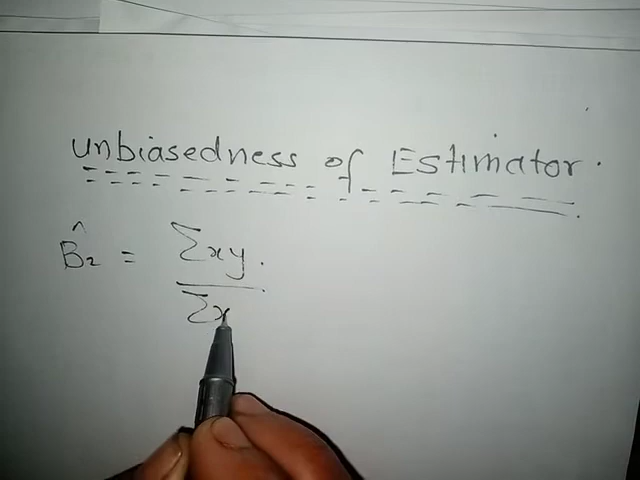 Unbiasedness of Estimator.
B̂₂ = Σxy. / Σx